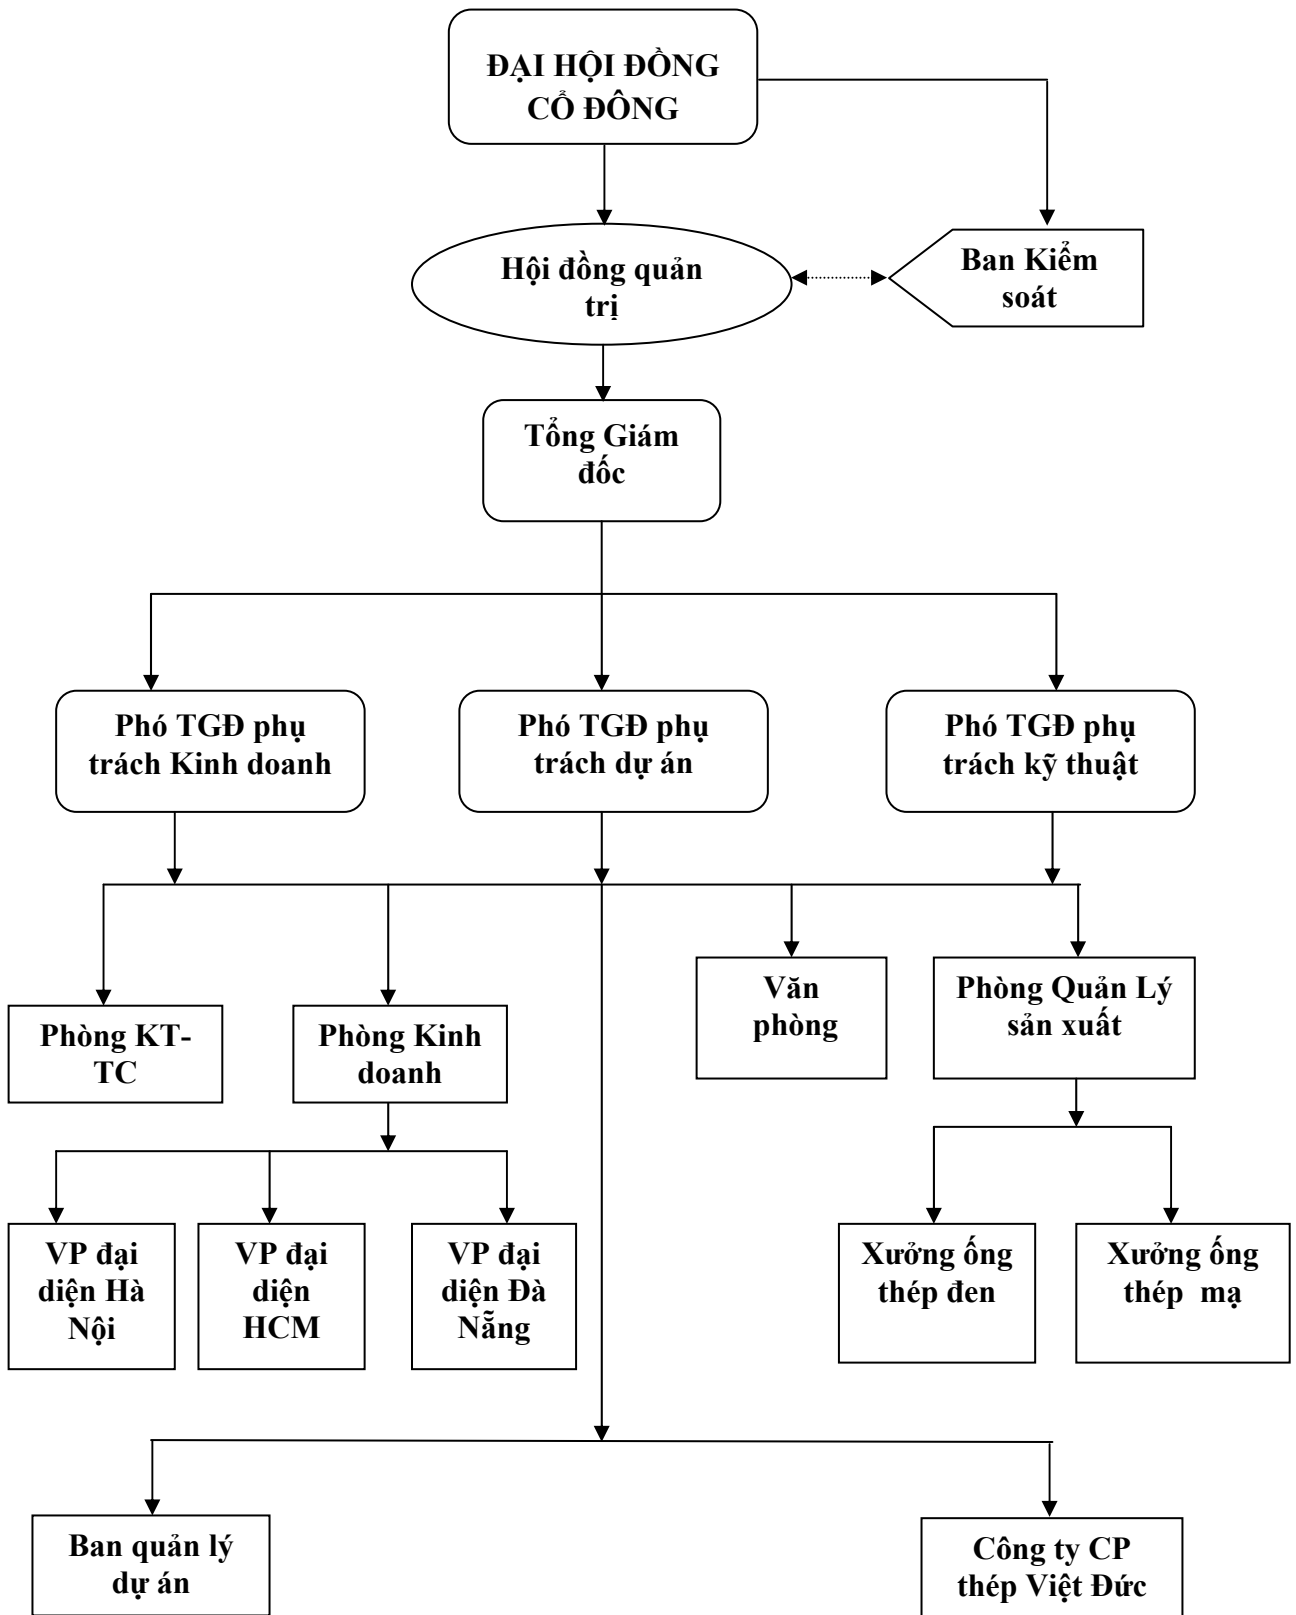 ĐẠI HỘI ĐỒNG
CỔ ĐÔNG
Hội đồng quản
trị
Ban Kiểm
soát
Tổng Giám
đốc
Phó TGĐ phụ
trách Kinh doanh
Phó TGĐ phụ
trách dự án
Phó TGĐ phụ
trách kỹ thuật
Phòng KT-
TC
Phòng Kinh
doanh
Văn
phòng
Phòng Quản Lý
sản xuất
VP đại
diện Hà
Nội
VP đại
diện
HCM
VP đại
diện Đà
Nẵng
Xưởng ống
thép đen
Xưởng ống
thép  mạ
Ban quản lý
dự án
Công ty CP
thép Việt Đức